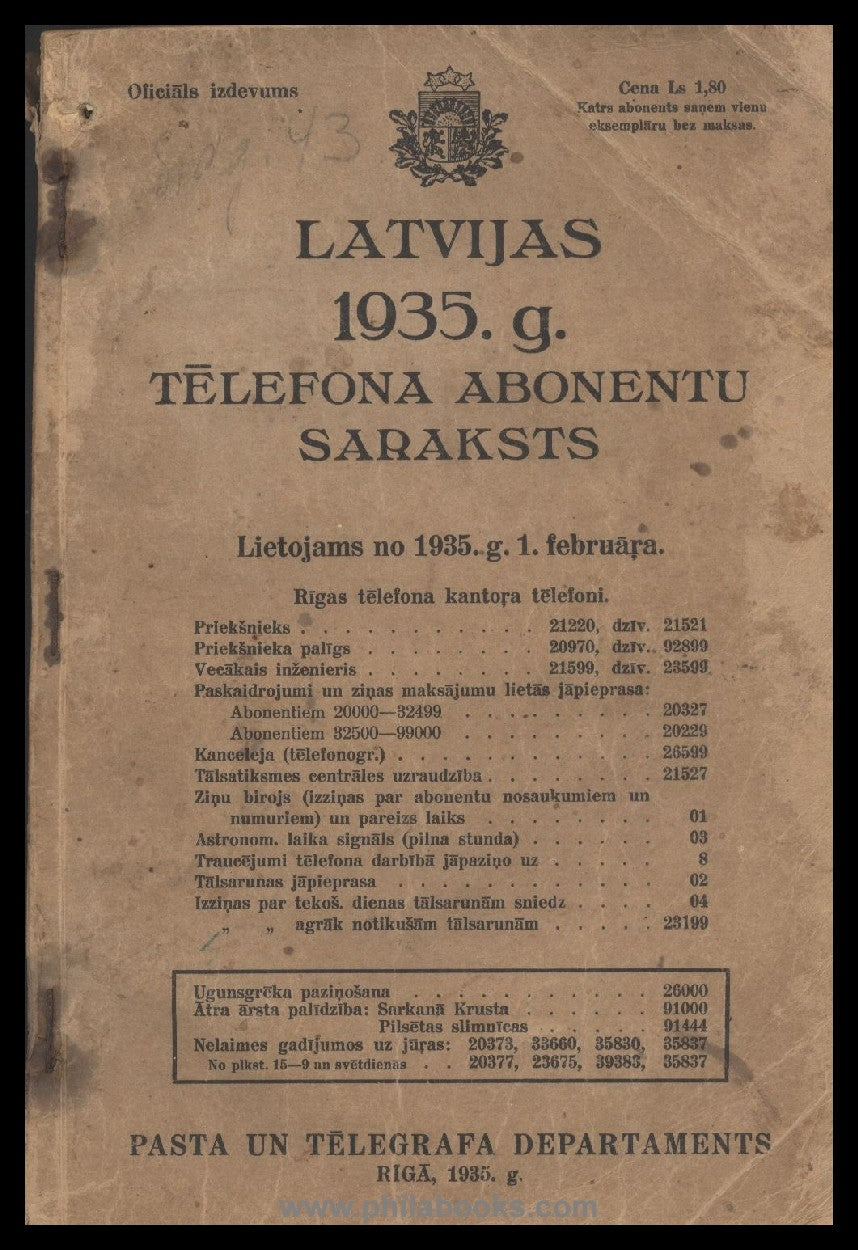 Oficiāls izdevums
Cena Ls 1,80
Katrs abonents saņem vienu
eksemplāru bez maksas.
43
LATVIJAS
1935. g.
TĒLEFONA ABONENTU
SARAKSTS
Lietojams no 1935. g. 1. februāŗa.
Rīgas tēlefona kantoŗa tēlefoni.
Priekšnieks . . . . . . . . . . . . 21220, dzīv. 21521
Priekšnieka palīgs . . . . . . . . 20970, dzīv. 92899
Vecākais inženieris . . . . . . . . 21599, dzīv. 23509
Paskaidrojumi un ziņas maksājumu lietās jāpieprasa:
Abonentiem 20000—32499 . . . . . . . . . 20327
Abonentiem 32500—99000 . . . . . . . . . 20229
Kanceleja (tēlefonogr.) . . . . . . . . . . . . 26599
Tālsatiksmes centrāles uzraudzība . . . . . . . . 21527
Ziņu birojs (izziņas par abonentu nosaukumiem un
numuriem) un pareizs laiks . . . . . . . . 01
Astronom. laika signāls (pilna stunda) . . . . . . 03
Traucējumi tēlefona darbībā jāpaziņo uz . . . . . 8
Tālsarunas jāpieprasa . . . . . . . . . . . . 02
Izziņas par tekoš. dienas tālsarunām sniedz . . . . 04
„ „ agrāk notikušām tālsarunām . . . . . 23199
Ugunsgrēka paziņošana . . . . . . . . . . . 26000
Ātra ārsta palīdzība: Sarkanā Krusta . . . . . . 91000
Pilsētas slimnīcas . . . . . . 91444
Nelaimes gadījumos uz jūras: 20373, 33660, 35830, 35837
No plkst. 15—9 un svētdienās . . 20377, 23675, 39383, 35837
PASTA UN TĒLEGRAFA DEPARTAMENTS
RĪGĀ, 1935. g.
www.philabooks.com